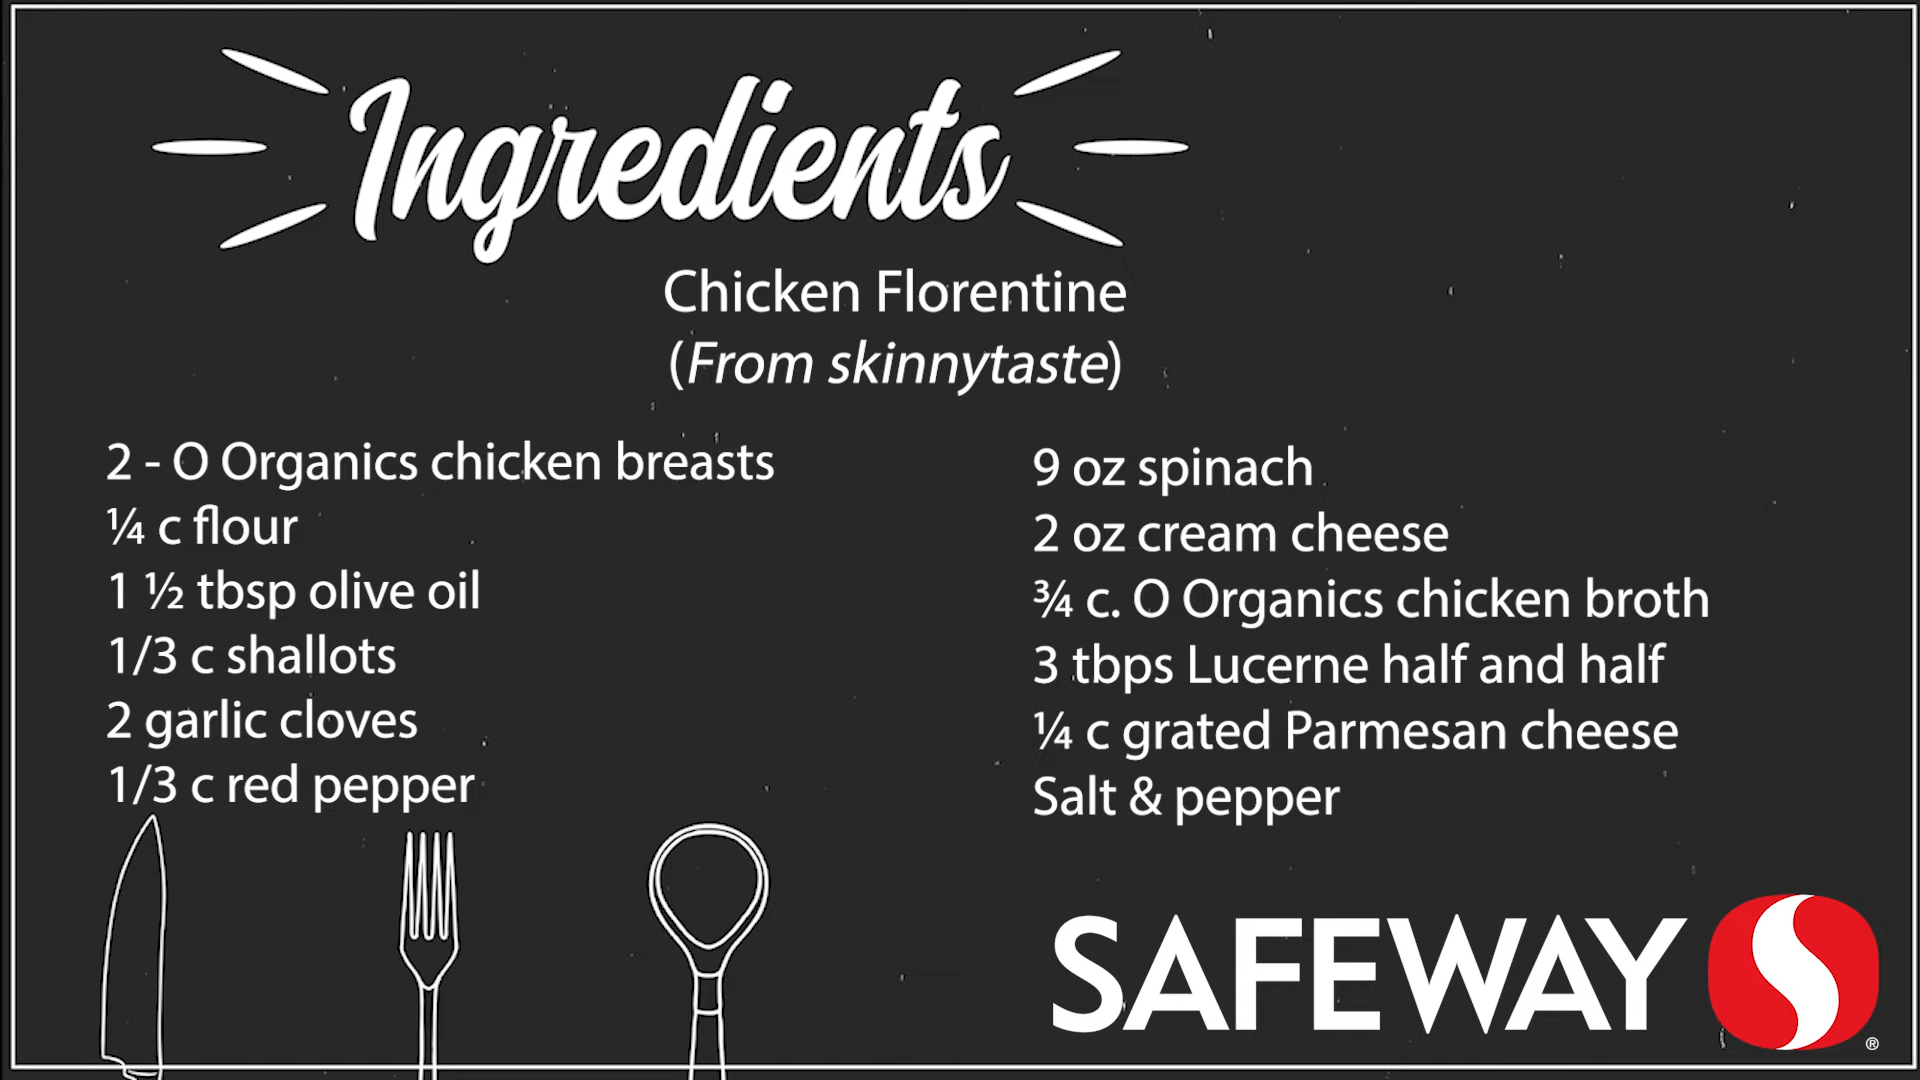 Ingredients
Chicken Florentine
(From skinnytaste)
2 - O Organics chicken breasts
¼ c flour
1 ½ tbsp olive oil
1/3 c shallots
2 garlic cloves
1/3 c red pepper
9 oz spinach
2 oz cream cheese
¾ c. O Organics chicken broth
3 tbps Lucerne half and half
¼ c grated Parmesan cheese
Salt & pepper
SAFEWAY ®